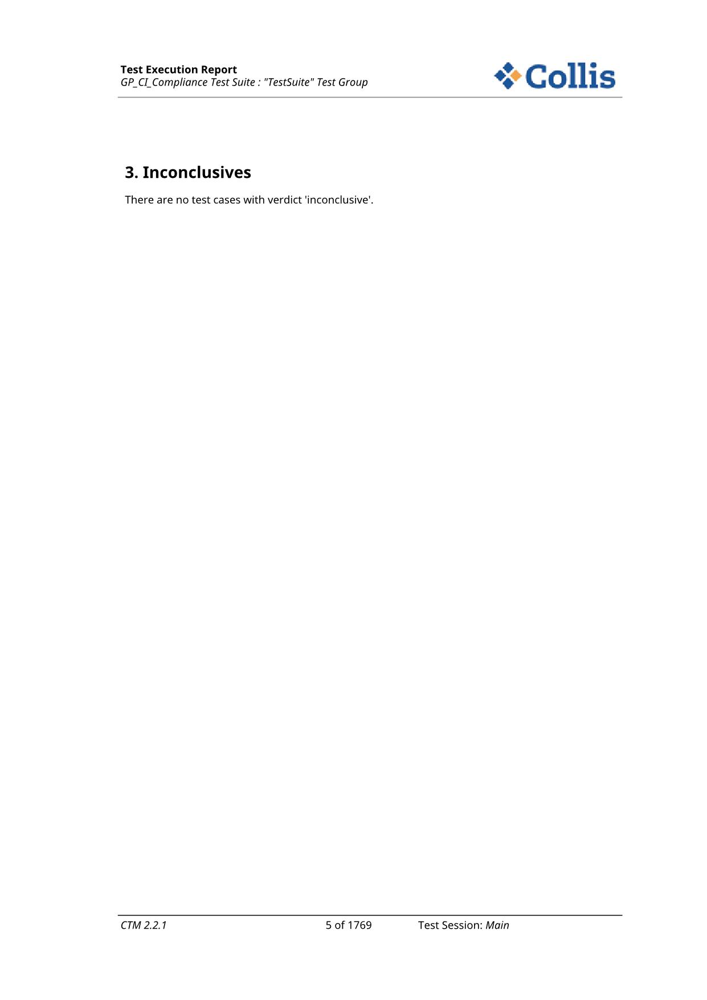 Test Execution Report
GP_CI_Compliance Test Suite : "TestSuite" Test Group
Collis
3. Inconclusives
There are no test cases with verdict 'inconclusive'.
CTM 2.2.1 5 of 1769 Test Session: Main